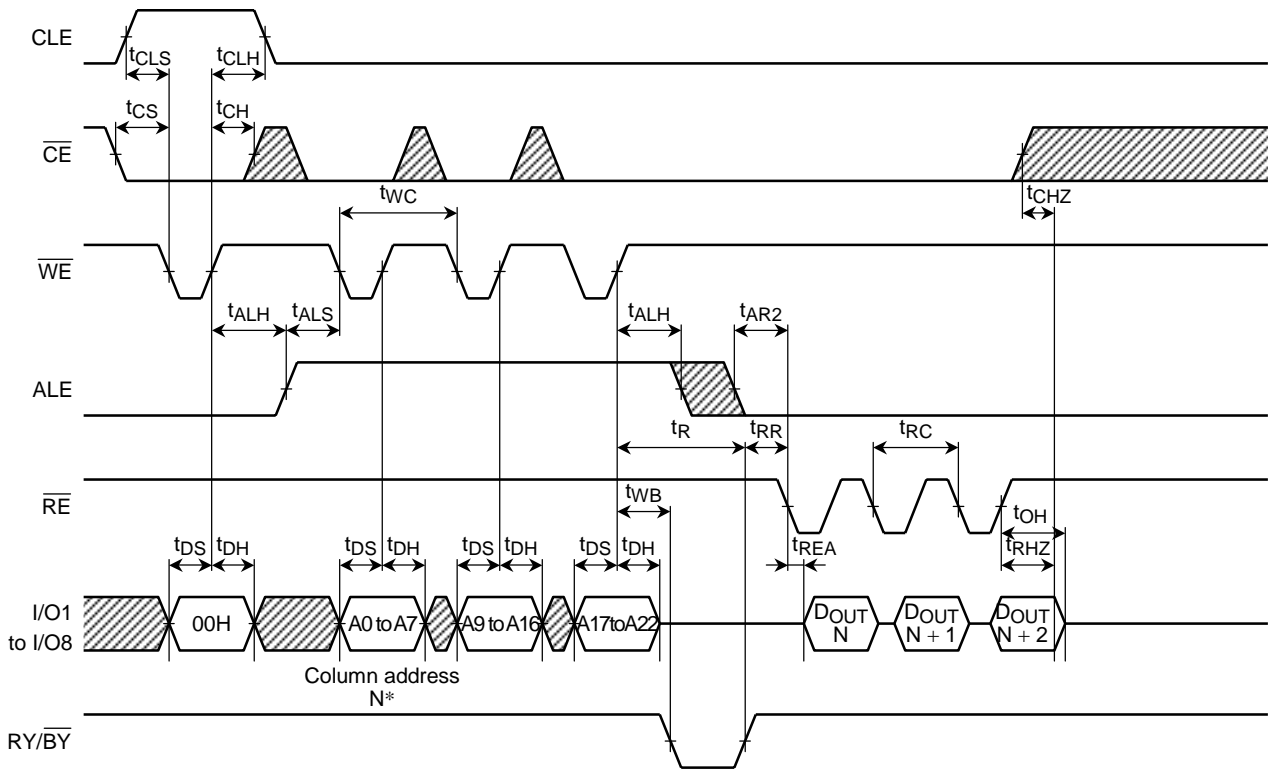 CLE
tCLS
tCLH
tCS
tCH
CE
tWC
tCHZ
WE
tALH
tALS
tALH
tAR2
ALE
tR
tRR
tRC
RE
tWB
tOH
tDS
tDH
tDS
tDH
tDS
tDH
tDS
tDH
tREA
tRHZ
I/O1
to I/O8
00H
A0 to A7
A9 to A16
A17 to A22
DOUT
N
DOUT
N + 1
DOUT
N + 2
Column address
N*
RY/BY